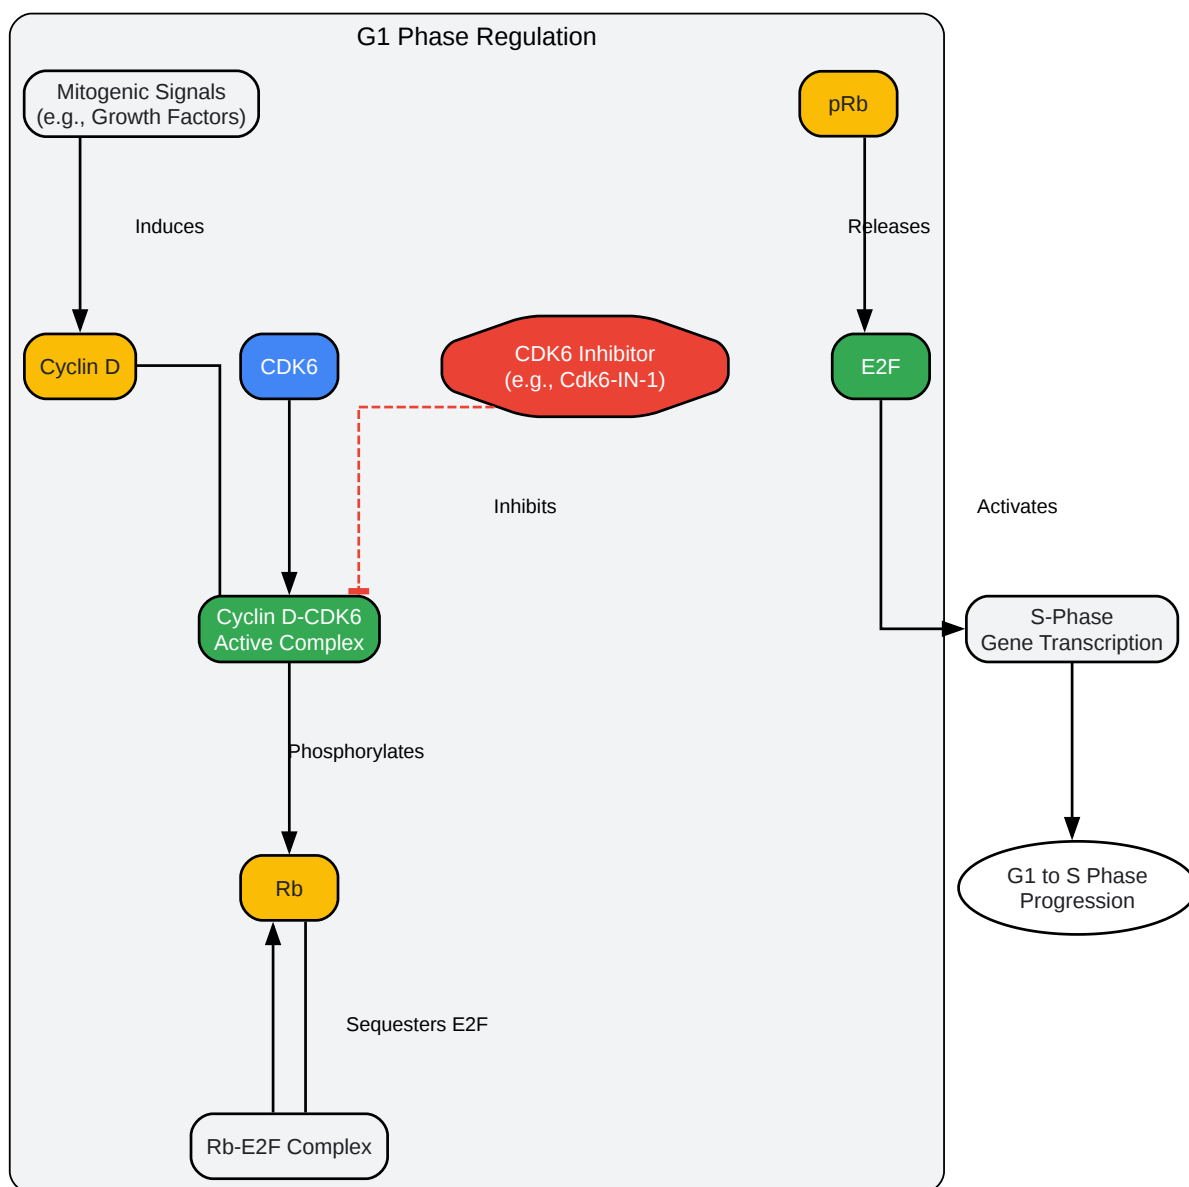 G1 Phase Regulation
Mitogenic Signals
(e.g., Growth Factors)
pRb
Induces
Releases
Cyclin D
CDK6
CDK6 Inhibitor
(e.g., Cdk6-IN-1)
E2F
Inhibits
Activates
Cyclin D-CDK6
Active Complex
S-Phase
Gene Transcription
Phosphorylates
Rb
G1 to S Phase
Progression
Sequesters E2F
Rb-E2F Complex